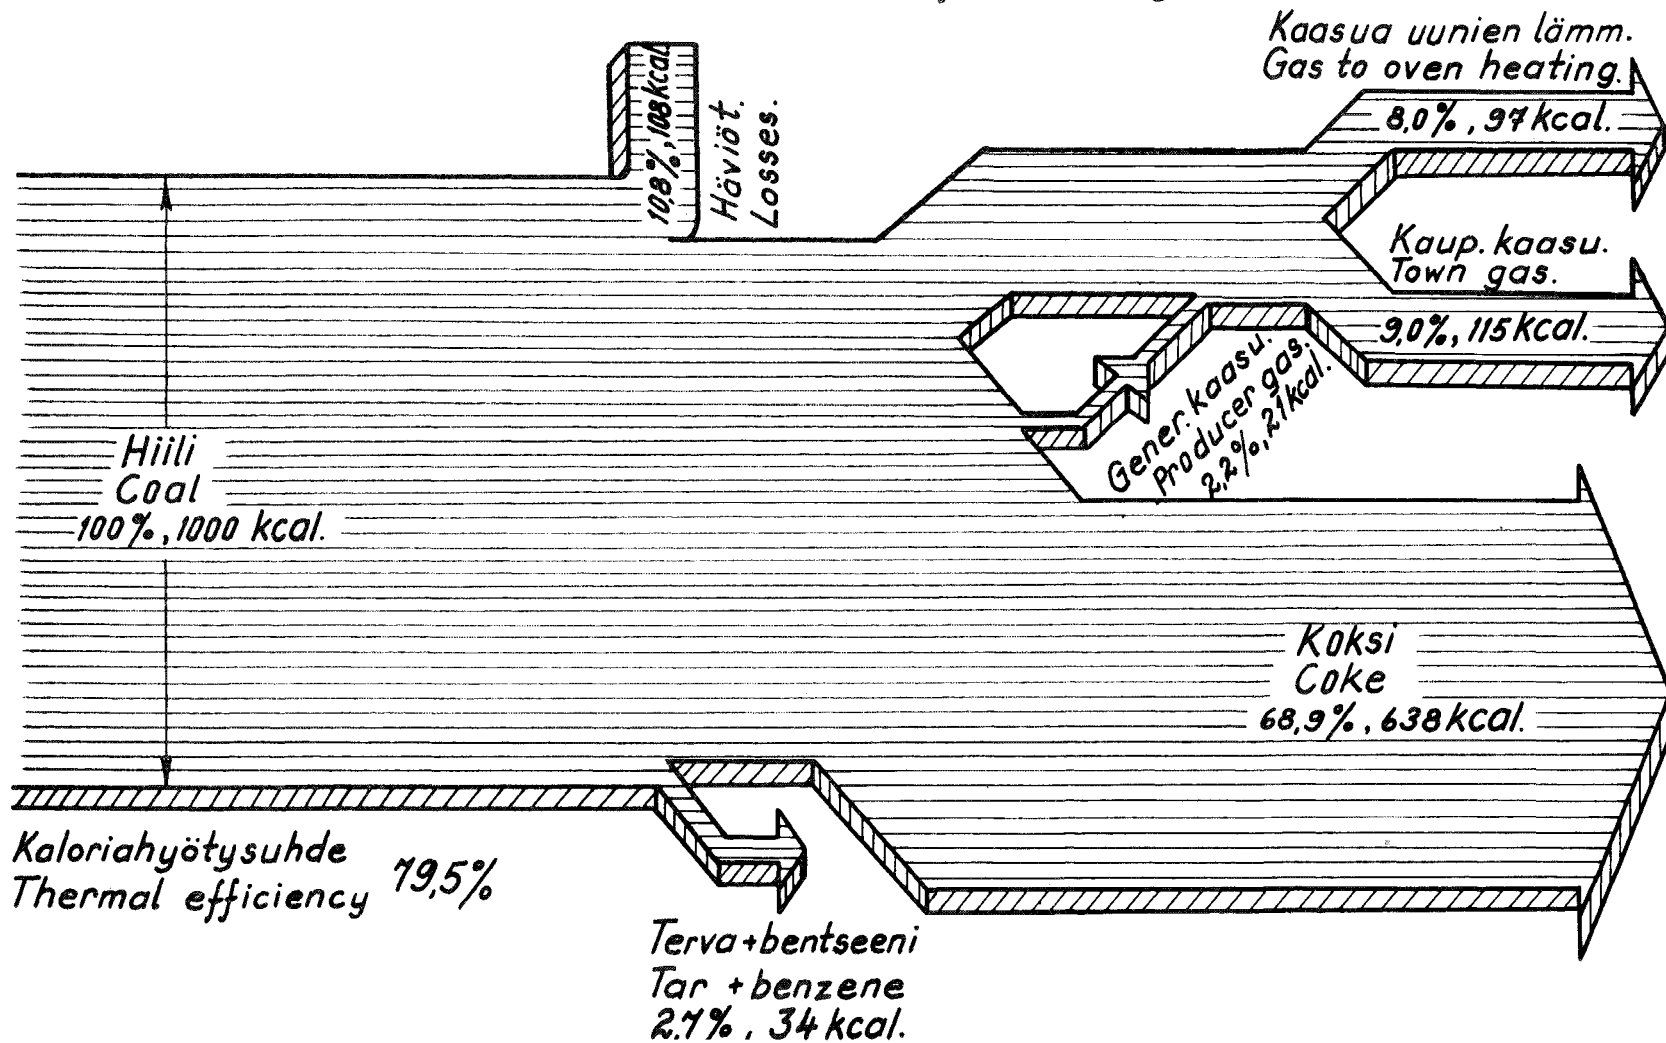 Kaasua uunien lämm.
Gas to oven heating.
8,0%, 97 kcal.
10,8%, 108 kcal
Häviöt.
Losses.
Kaup. kaasu.
Town gas.
9,0%, 115 kcal.
Gener. kaasu.
Producer gas.
2,2%, 21 kcal.
Hiili
Coal
100%, 1000 kcal.
Koksi
Coke
68,9%, 638 kcal.
Kaloriahyötysuhde
Thermal efficiency 79,5%
Terva+bentseeni
Tar + benzene
2.7%, 34 kcal.